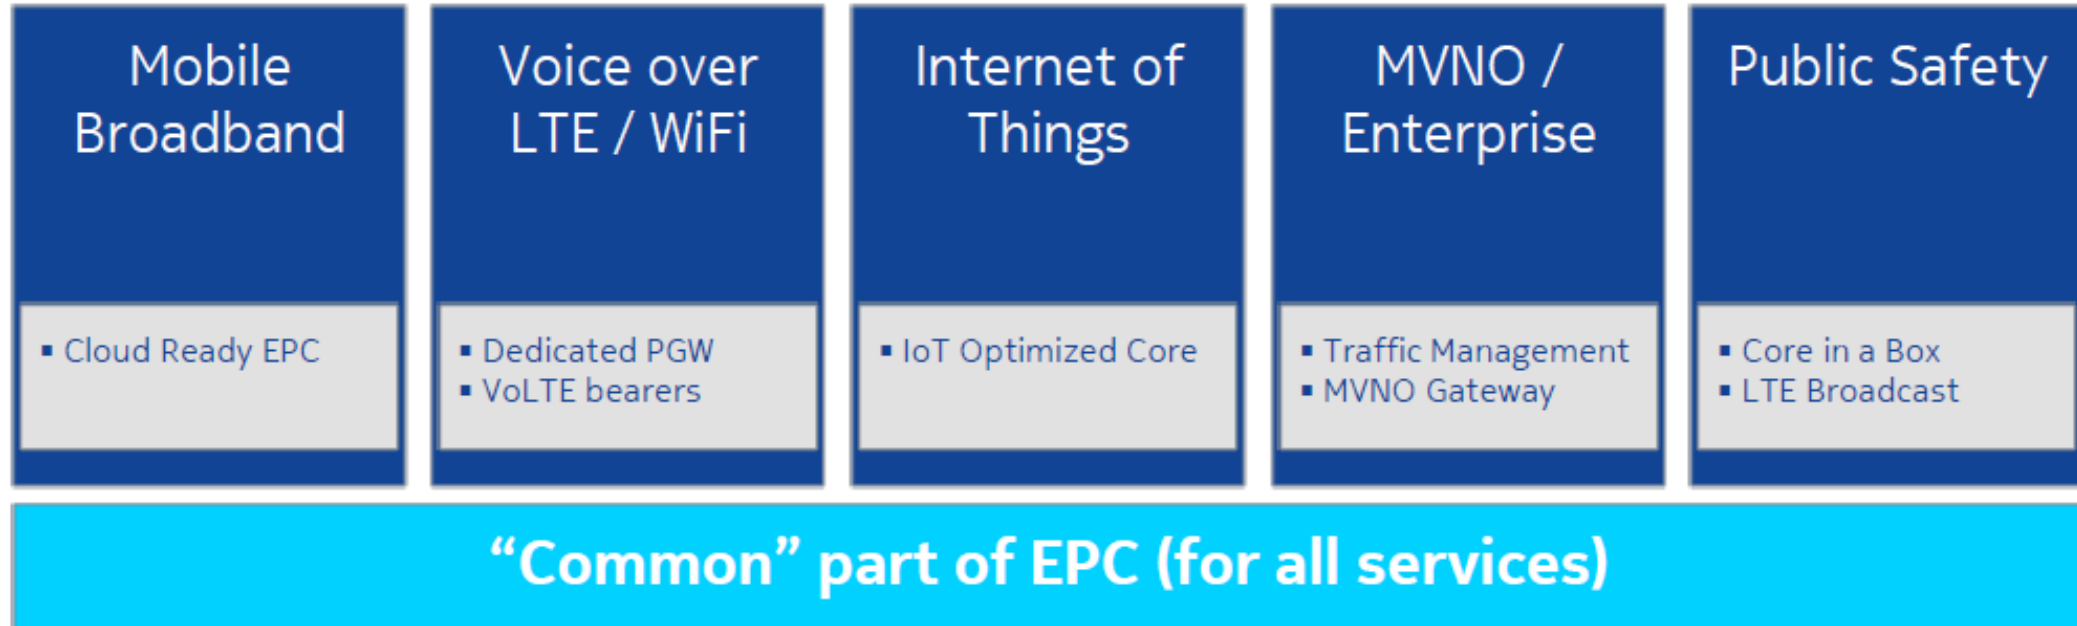 Mobile
Broadband
▪ Cloud Ready EPC
Voice over
LTE / WiFi
▪ Dedicated PGW
▪ VoLTE bearers
Internet of
Things
▪ IoT Optimized Core
MVNO /
Enterprise
▪ Traffic Management
▪ MVNO Gateway
Public Safety
▪ Core in a Box
▪ LTE Broadcast
“Common” part of EPC (for all services)